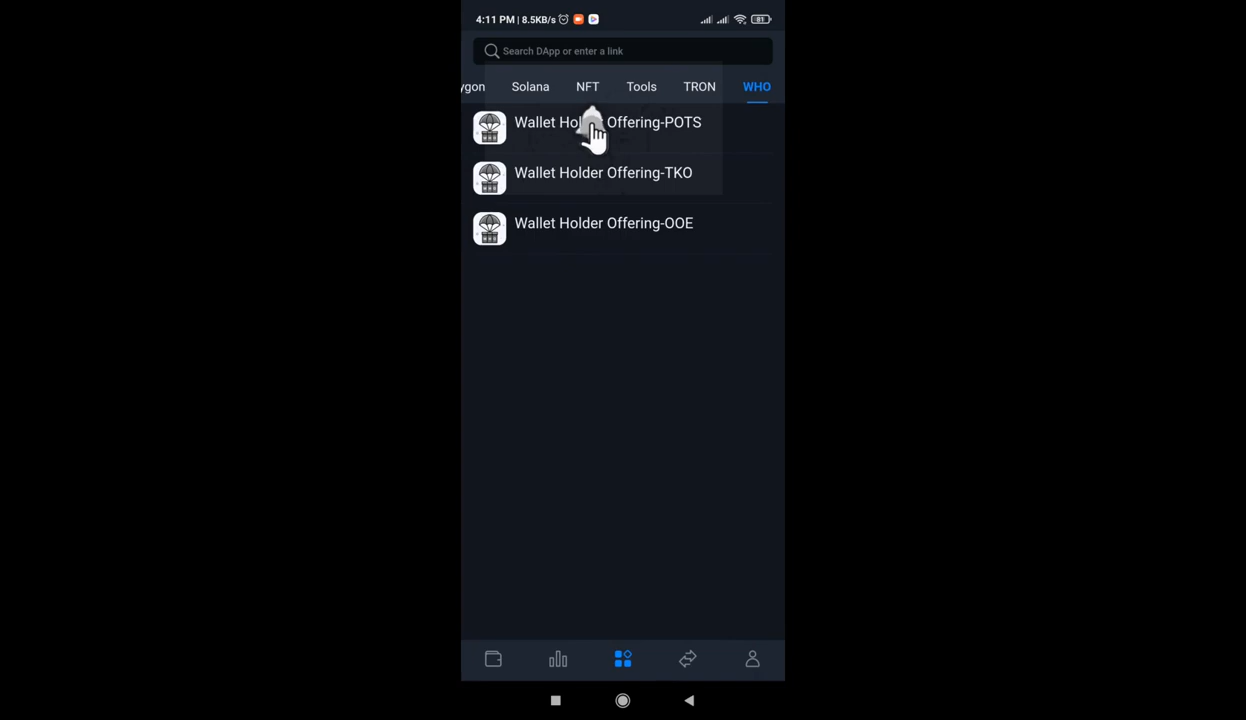 4:11 PM | 8.5KB/s 81
Search DApp or enter a link
ygon Solana NFT Tools TRON WHO
Wallet Hol Offering-POTS
Wallet Holder Offering-TKO
Wallet Holder Offering-OOE